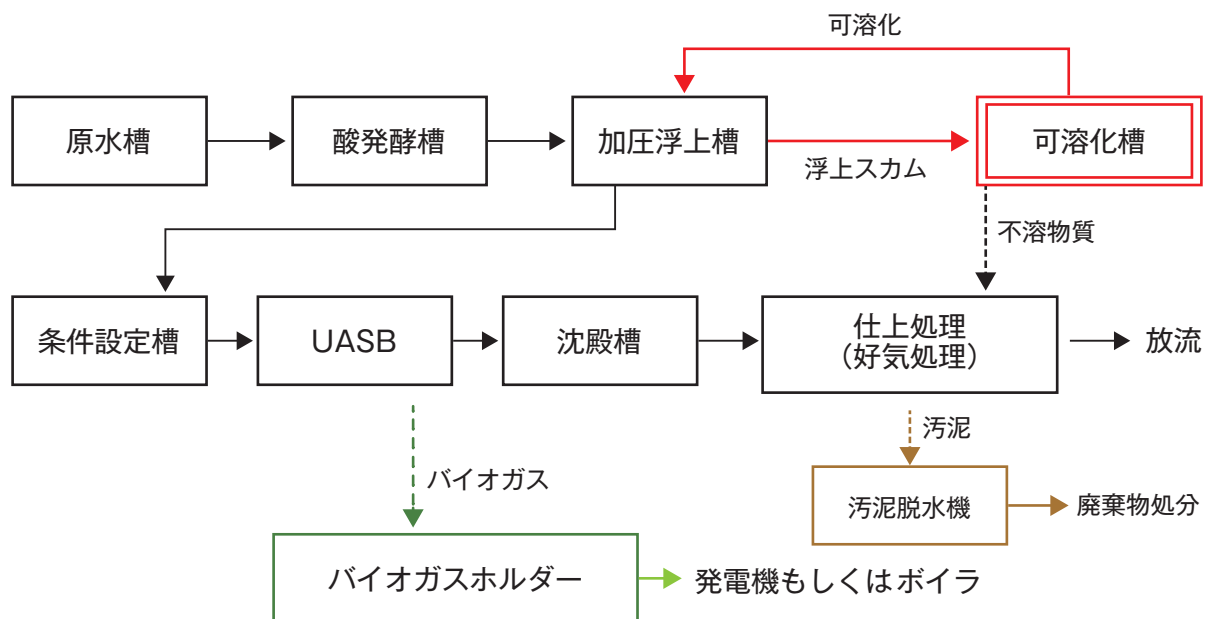 可溶化
原水槽
酸発酵槽
加圧浮上槽
可溶化槽
浮上スカム
不溶物質
条件設定槽
UASB
沈殿槽
仕上処理
（好気処理）
放流
汚泥
バイオガス
汚泥脱水機
廃棄物処分
バイオガスホルダー
発電機もしくはボイラ